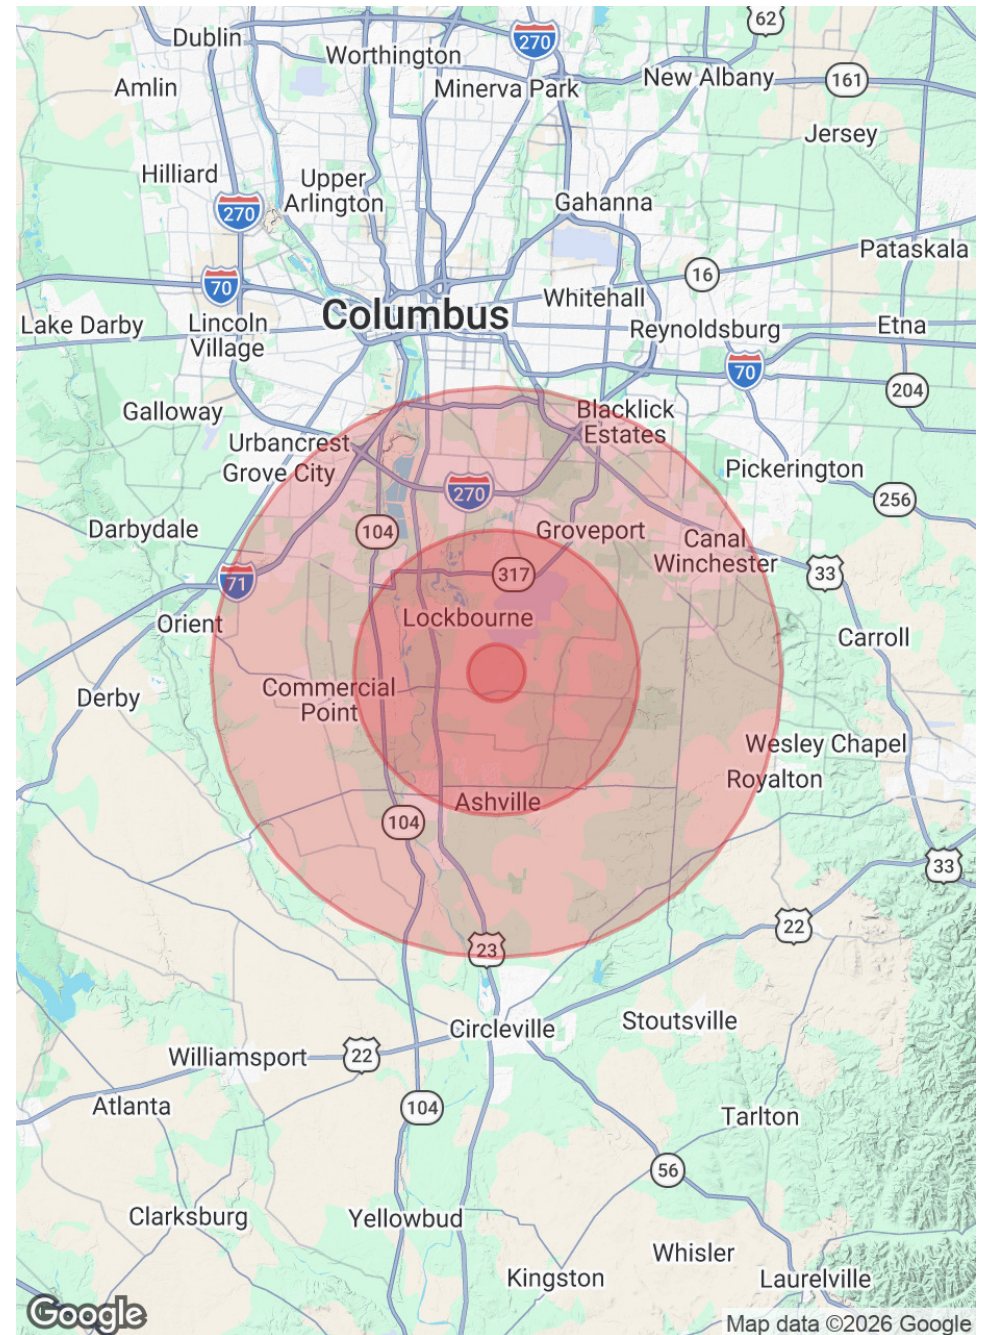 62
Dublin
270
Worthington
New Albany
161
Amlin
Minerva Park
Jersey
Hilliard
Upper
Arlington
270
Gahanna
Pataskala
16
70
Whitehall
Columbus
Lake Darby
Lincoln
Village
Reynoldsburg
Etna
70
204
Galloway
Blacklick
Estates
Urbancrest
Grove City
Pickerington
270
256
Darbydale
104
Groveport
Canal
Winchester
317
33
71
Lockbourne
Orient
Carroll
Derby
Commercial
Point
Wesley Chapel
Royalton
Ashville
104
33
22
23
Circleville
Stoutsville
Williamsport
22
Atlanta
104
Tarlton
56
Clarksburg
Yellowbud
Whisler
Kingston
Laurelville
Google
Map data ©2026 Google